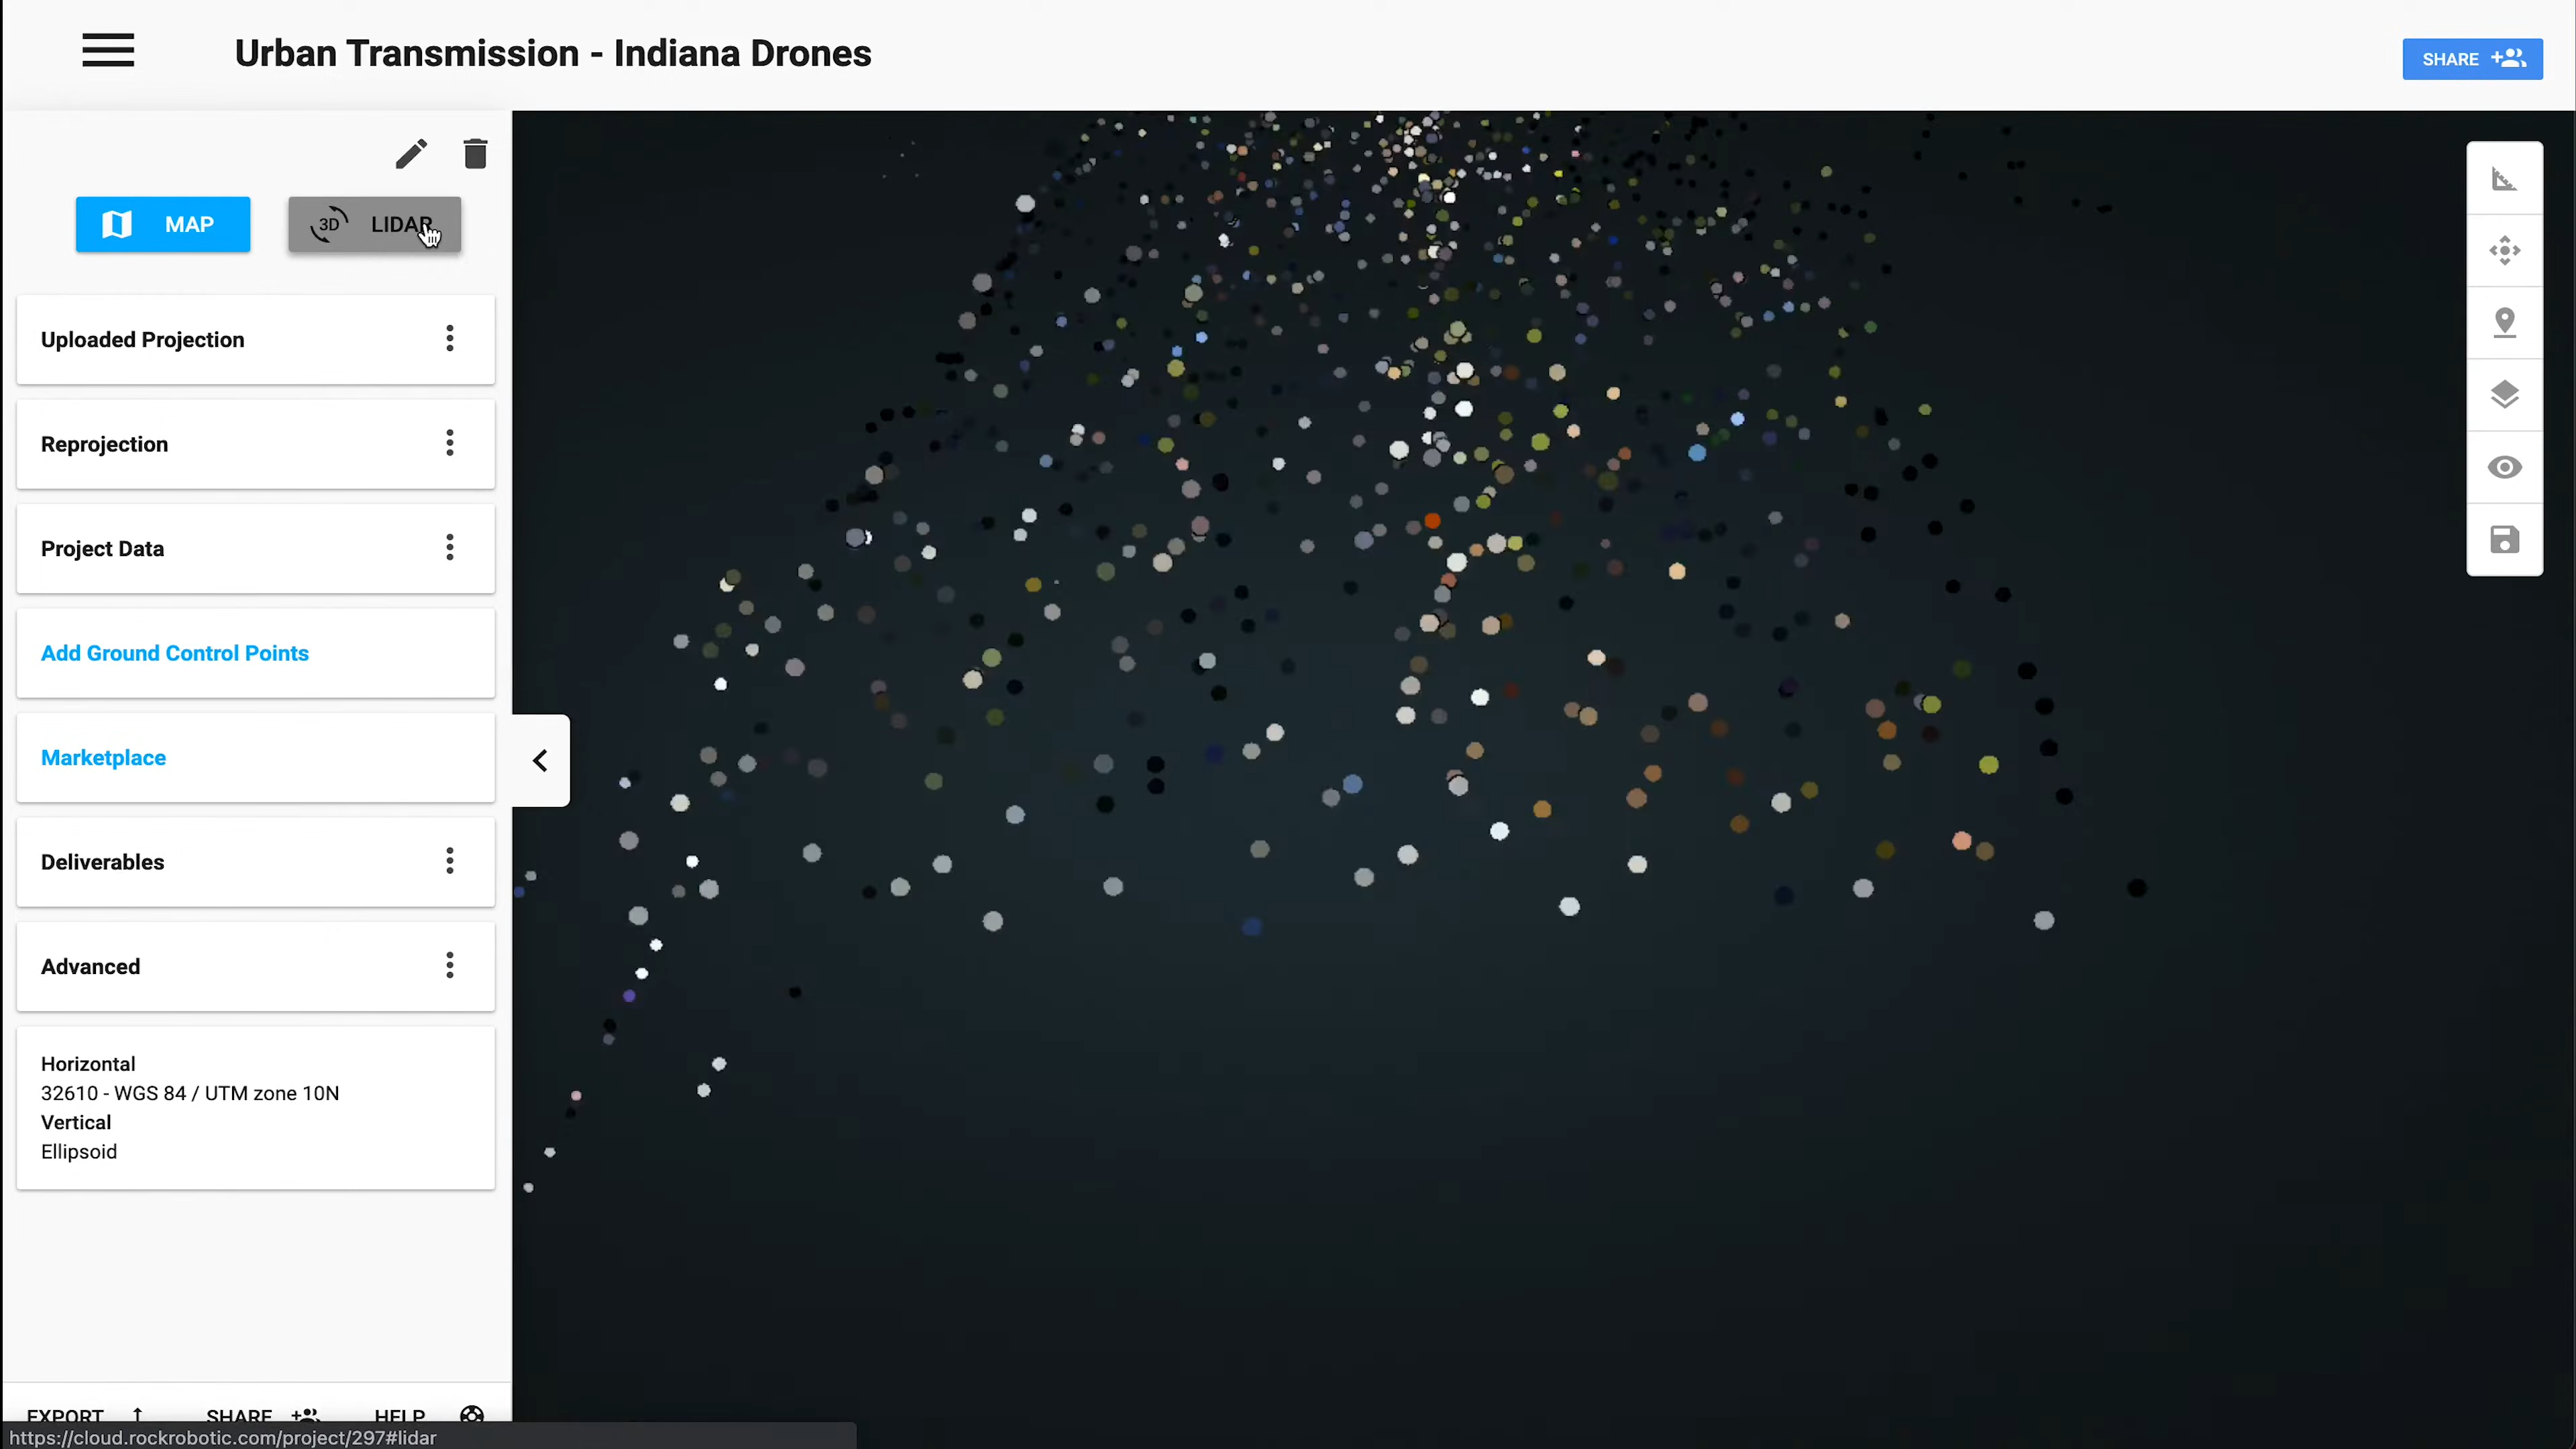 Urban Transmission - Indiana Drones
SHARE
MAP
3D LIDAR
Uploaded Projection
Reprojection
Project Data
Add Ground Control Points
Marketplace
Deliverables
Advanced
Horizontal
32610 - WGS 84 / UTM zone 10N
Vertical
Ellipsoid
EXPORT SHARE HELP
https://cloud.rockrobotic.com/project/297#lidar